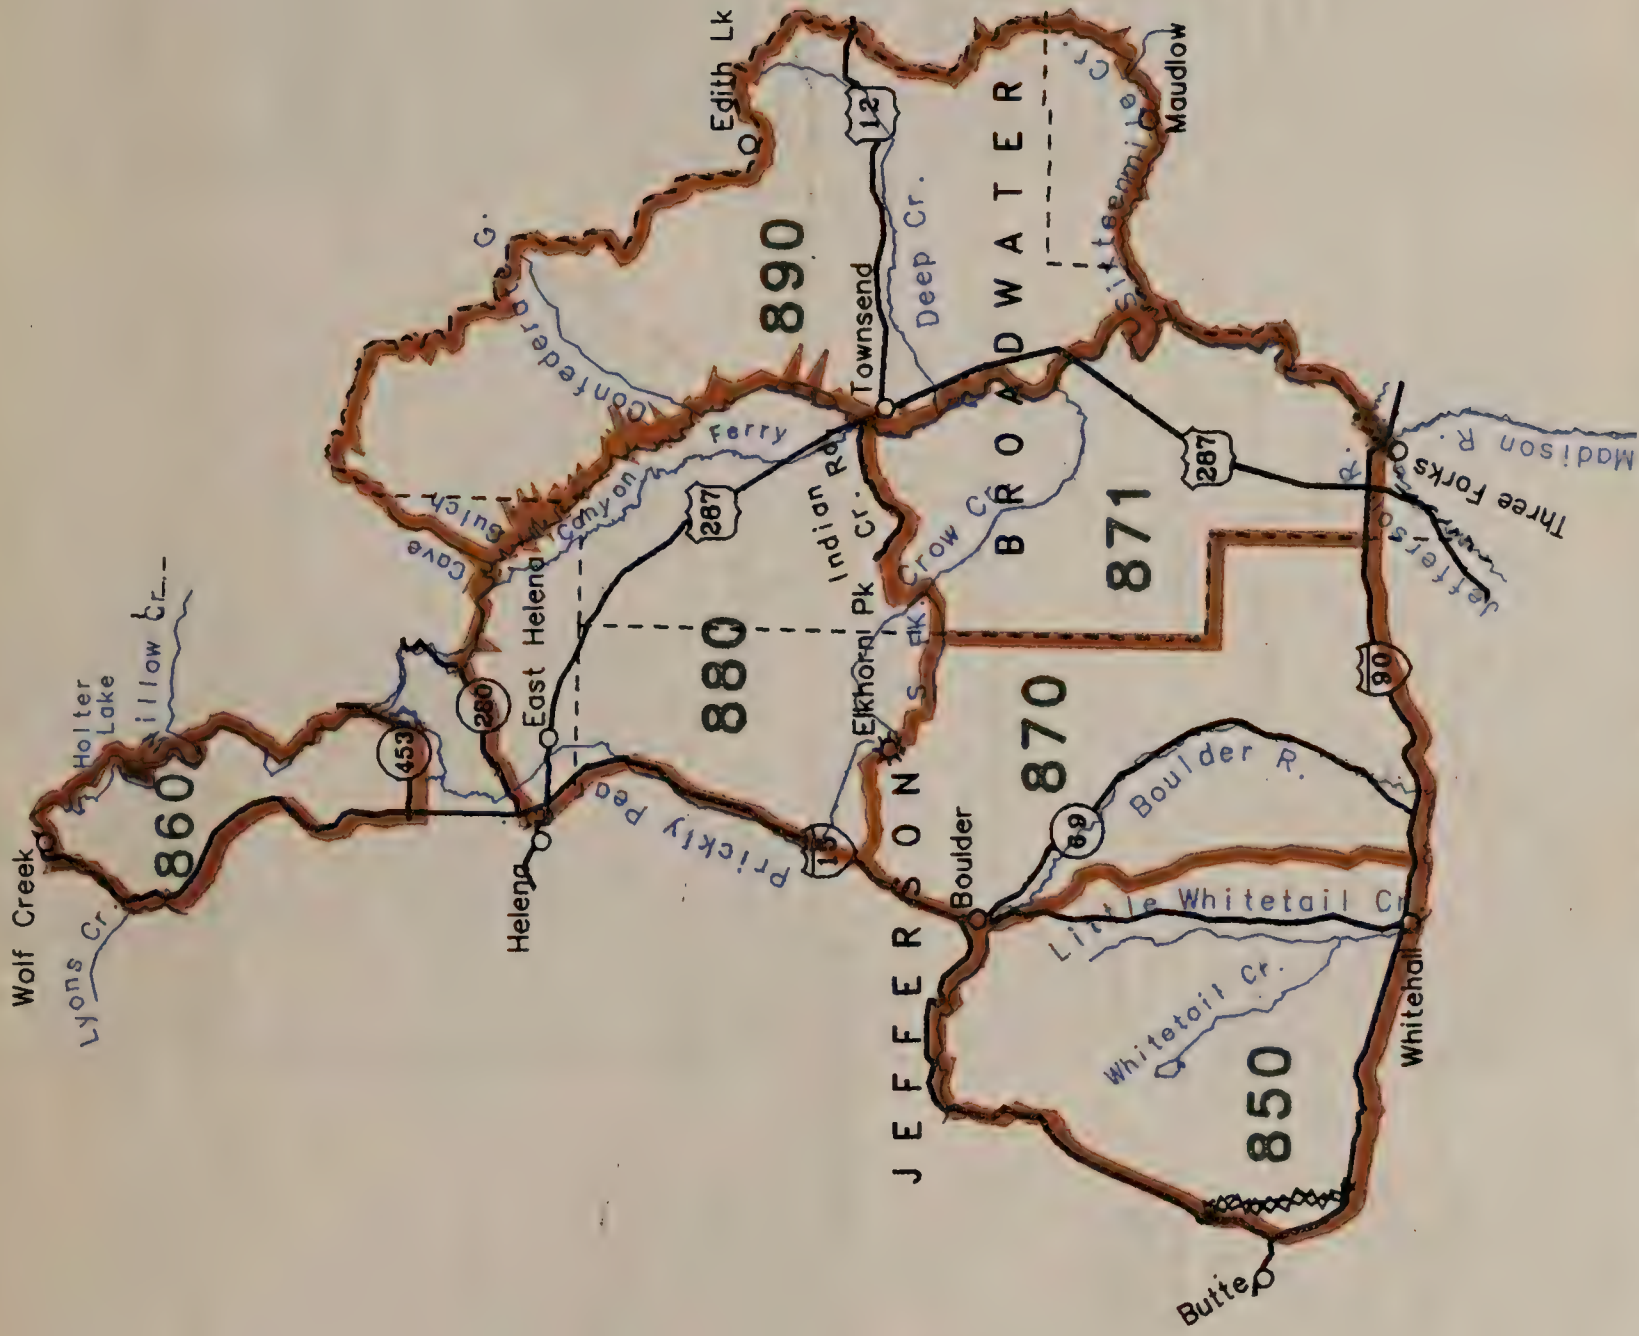 Wolf Creek
Lyons Cr.
Holter
Lake
Willow Cr.
860
453
280
Helena
East Helena
Prickly Pear
15
Cave
Gulch
Canyon
Ferry
Confederate G.
Edith Lk
890
12
Deep Cr.
Townsend
287
880
Indian
Cr. Rd
Elkhorn Pk
Crow Cr.
S. Fk.
BROADWATER
Sixteenmile Cr.
Maudlow
871
287
Three Forks
Madison R.
Jefferson R.
90
870
JEFFERSON
Boulder
69
Boulder R.
Little Whitetail Cr.
Whitetail Cr.
Whitehall
850
Butte